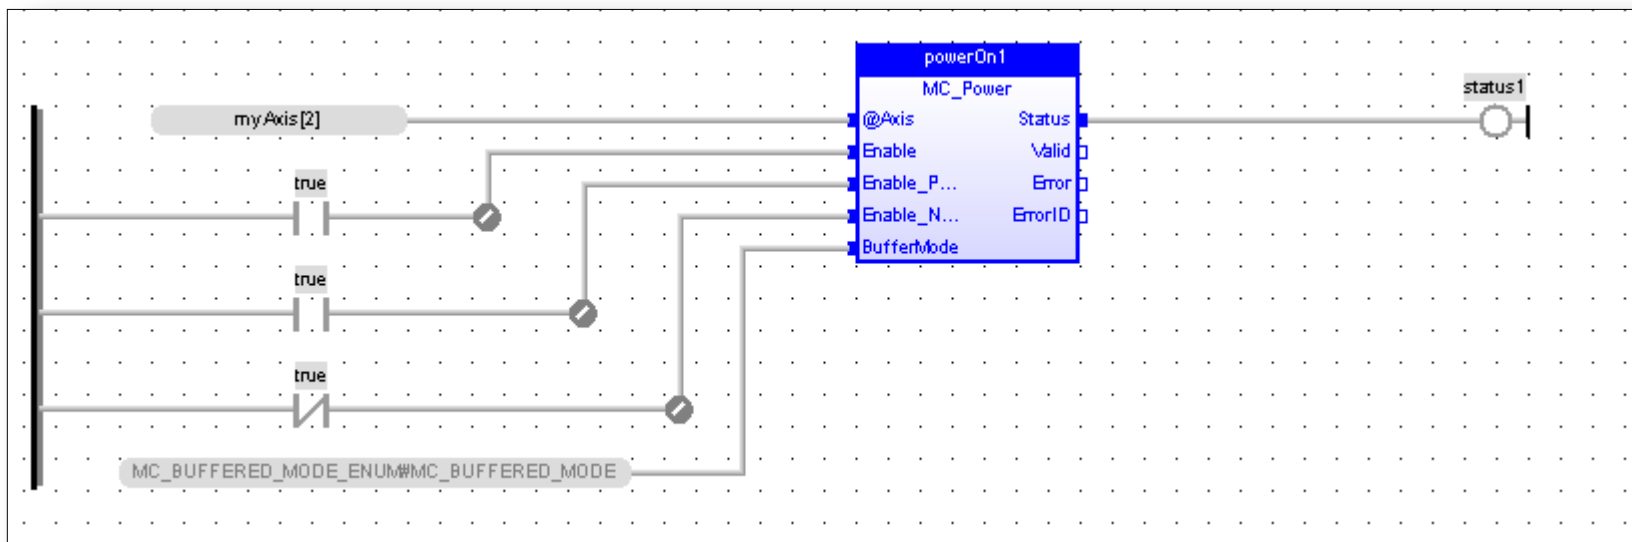 powerOn1
MC_Power
status1
myAxis[2]
@Axis
Status
Enable
Valid
true
Enable_P...
Error
Enable_N...
ErrorID
BufferMode
true
true
MC_BUFFERED_MODE_ENUM#MC_BUFFERED_MODE